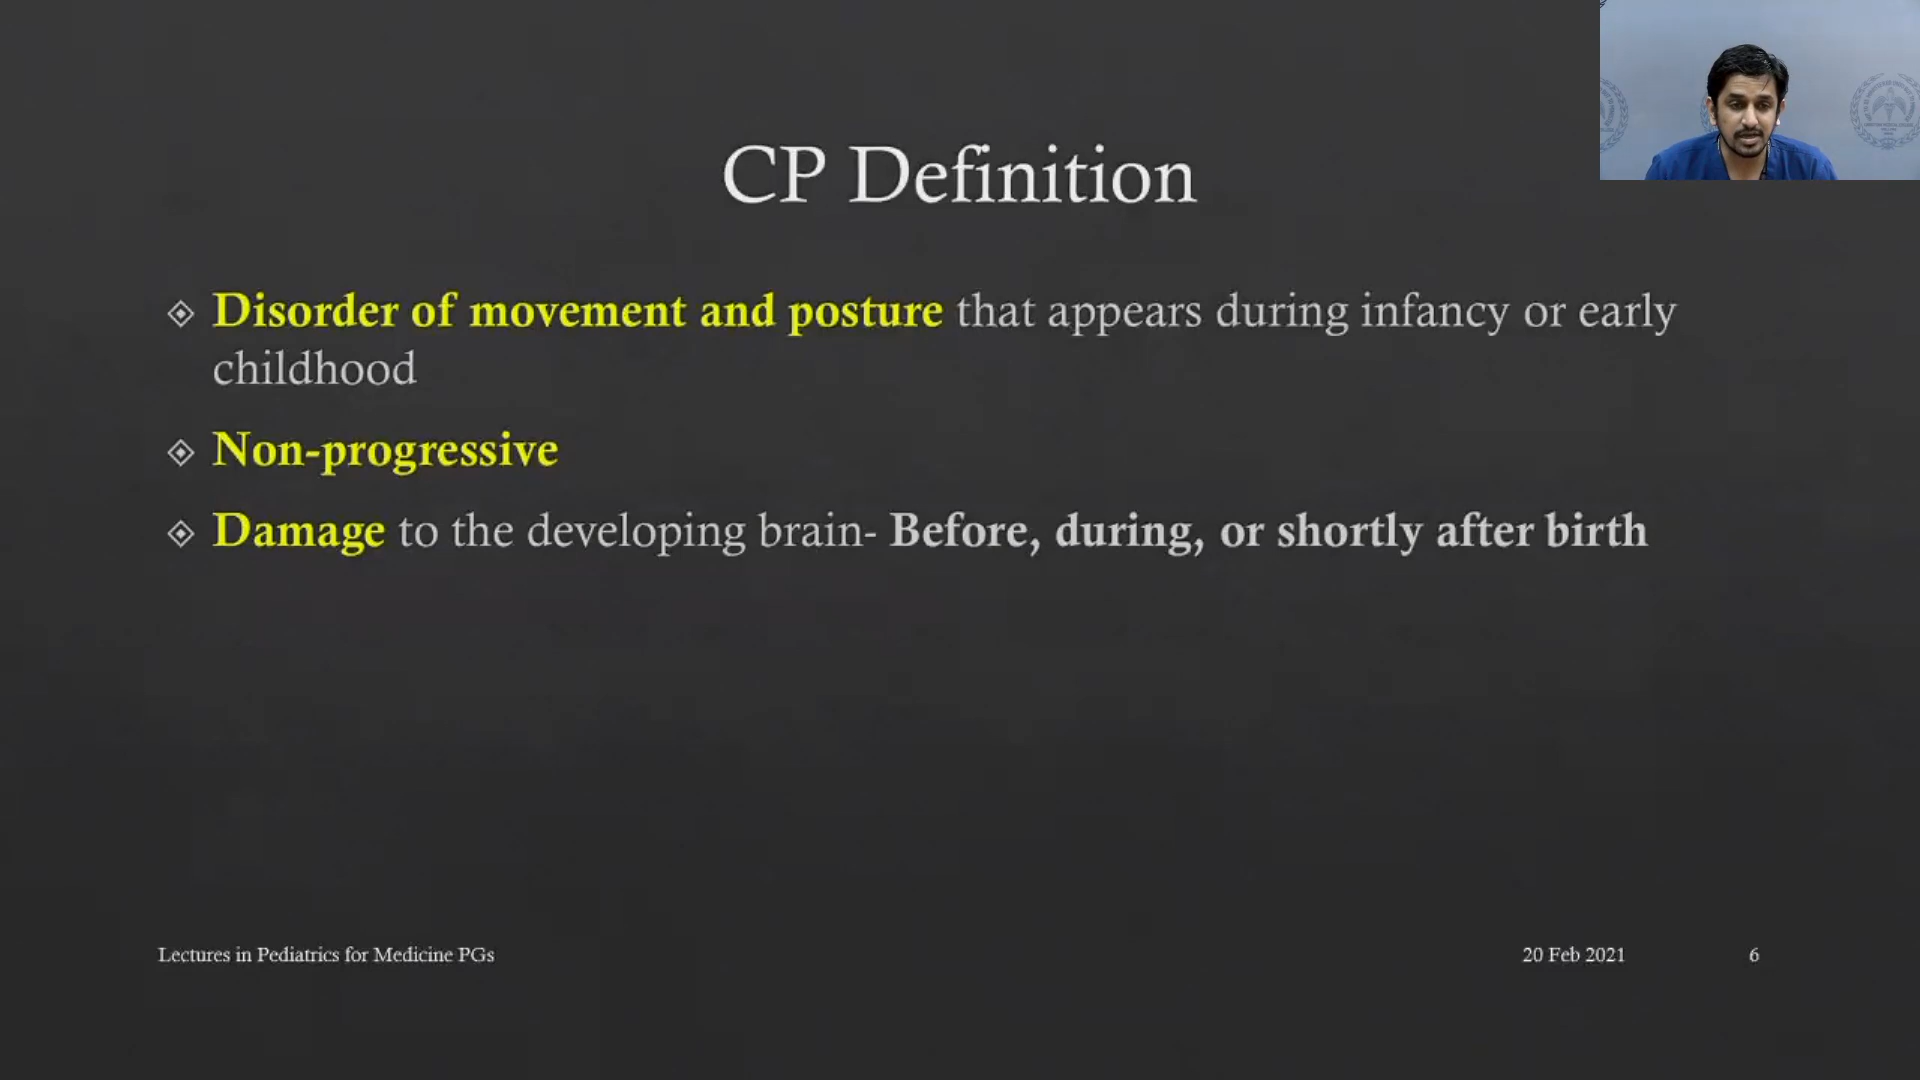 CP Definition
Disorder of movement and posture that appears during infancy or early
childhood
Non-progressive
Damage to the developing brain- Before, during, or shortly after birth
Lectures in Pediatrics for Medicine PGs
20 Feb 2021
6